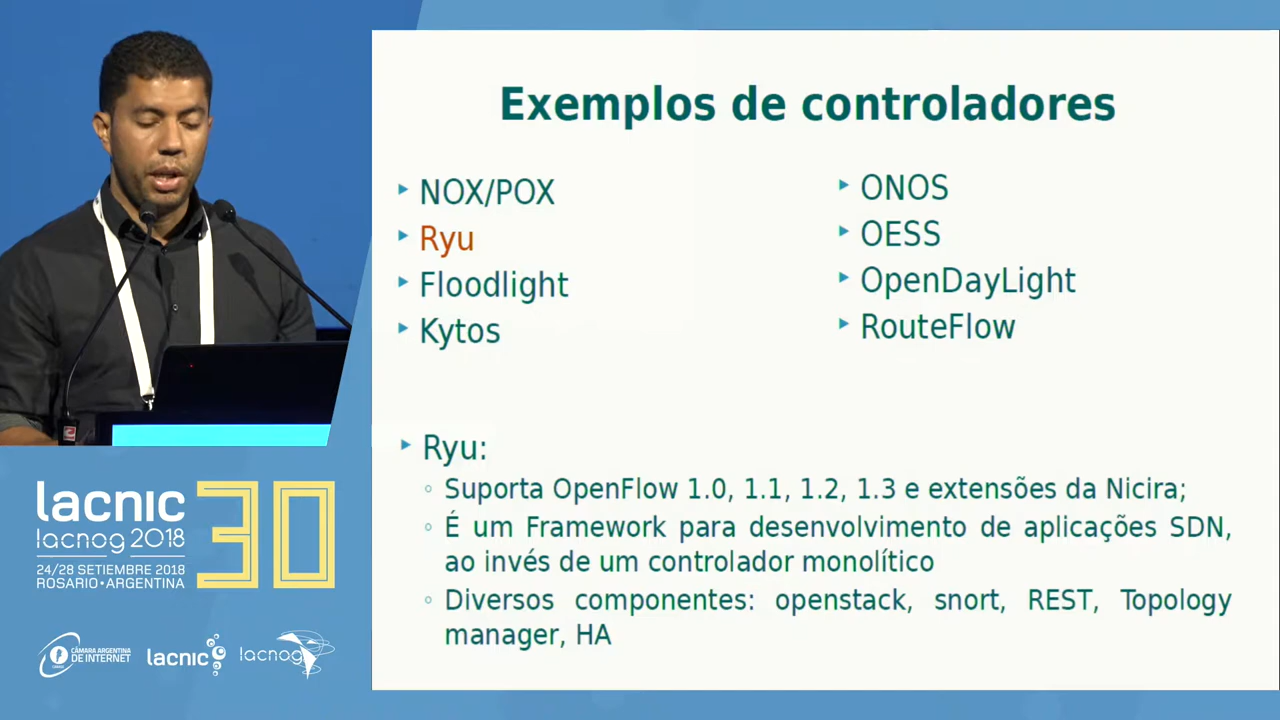 Exemplos de controladores
NOX/POX
Ryu
Floodlight
Kytos
ONOS
OESS
OpenDayLight
RouteFlow
Ryu:
Suporta OpenFlow 1.0, 1.1, 1.2, 1.3 e extensões da Nicira;
É um Framework para desenvolvimento de aplicações SDN,
ao invés de um controlador monolítico
Diversos componentes: openstack, snort, REST, Topology
manager, HA
lacnic 30
lacnog 2018
24/28 SETIEMBRE 2018
ROSARIO•ARGENTINA
CÁMARA ARGENTINA
DE INTERNET
lacnic
lacnog